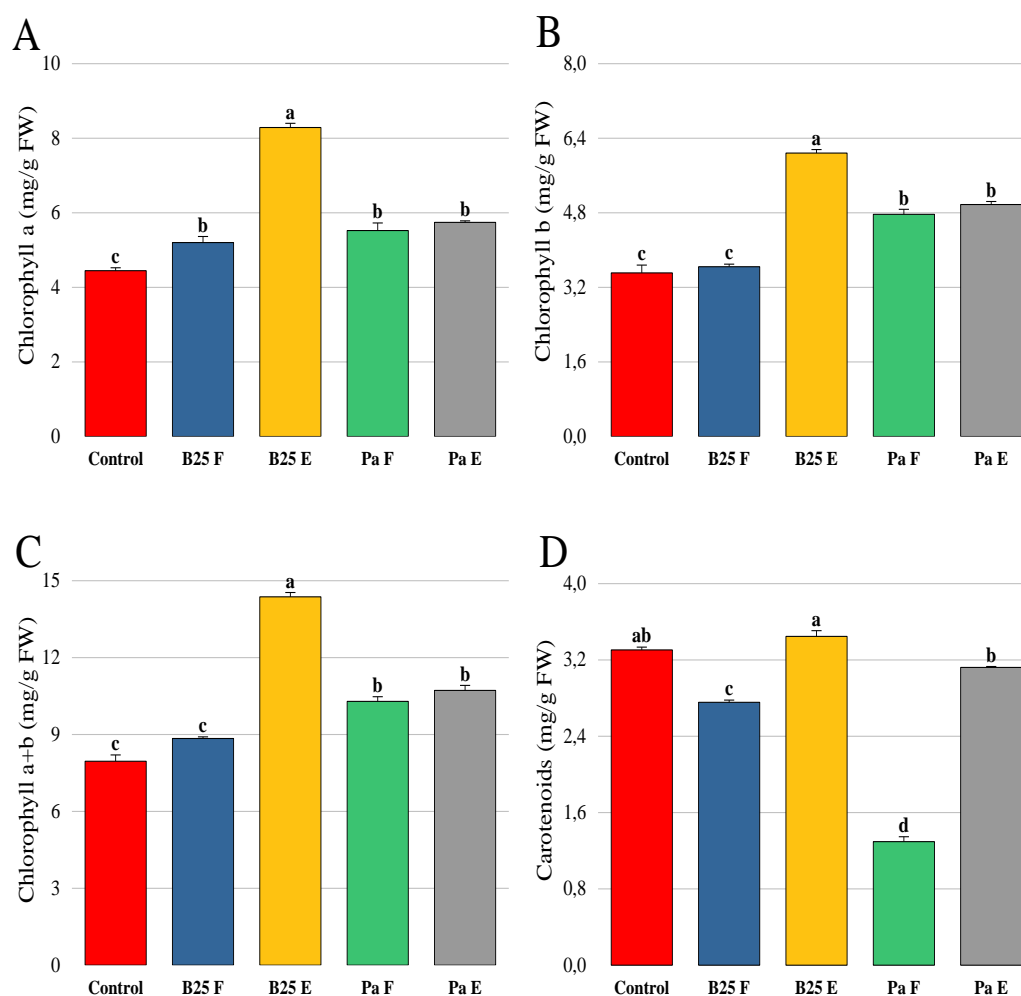 A
Chlorophyll a (mg/g FW)
10
8
6
4
2
0
c
b
a
b
b
Control B25 F B25 E Pa F Pa E
B
Chlorophyll b (mg/g FW)
8,0
6,4
4,8
3,2
1,6
0,0
c
c
a
b
b
Control B25 F B25 E Pa F Pa E
C
Chlorophyll a+b (mg/g FW)
15
12
9
6
3
0
c
c
a
b
b
Control B25 F B25 E Pa F Pa E
D
Carotenoids (mg/g FW)
4,0
3,2
2,4
1,6
0,8
0,0
ab
c
a
d
b
Control B25 F B25 E Pa F Pa E